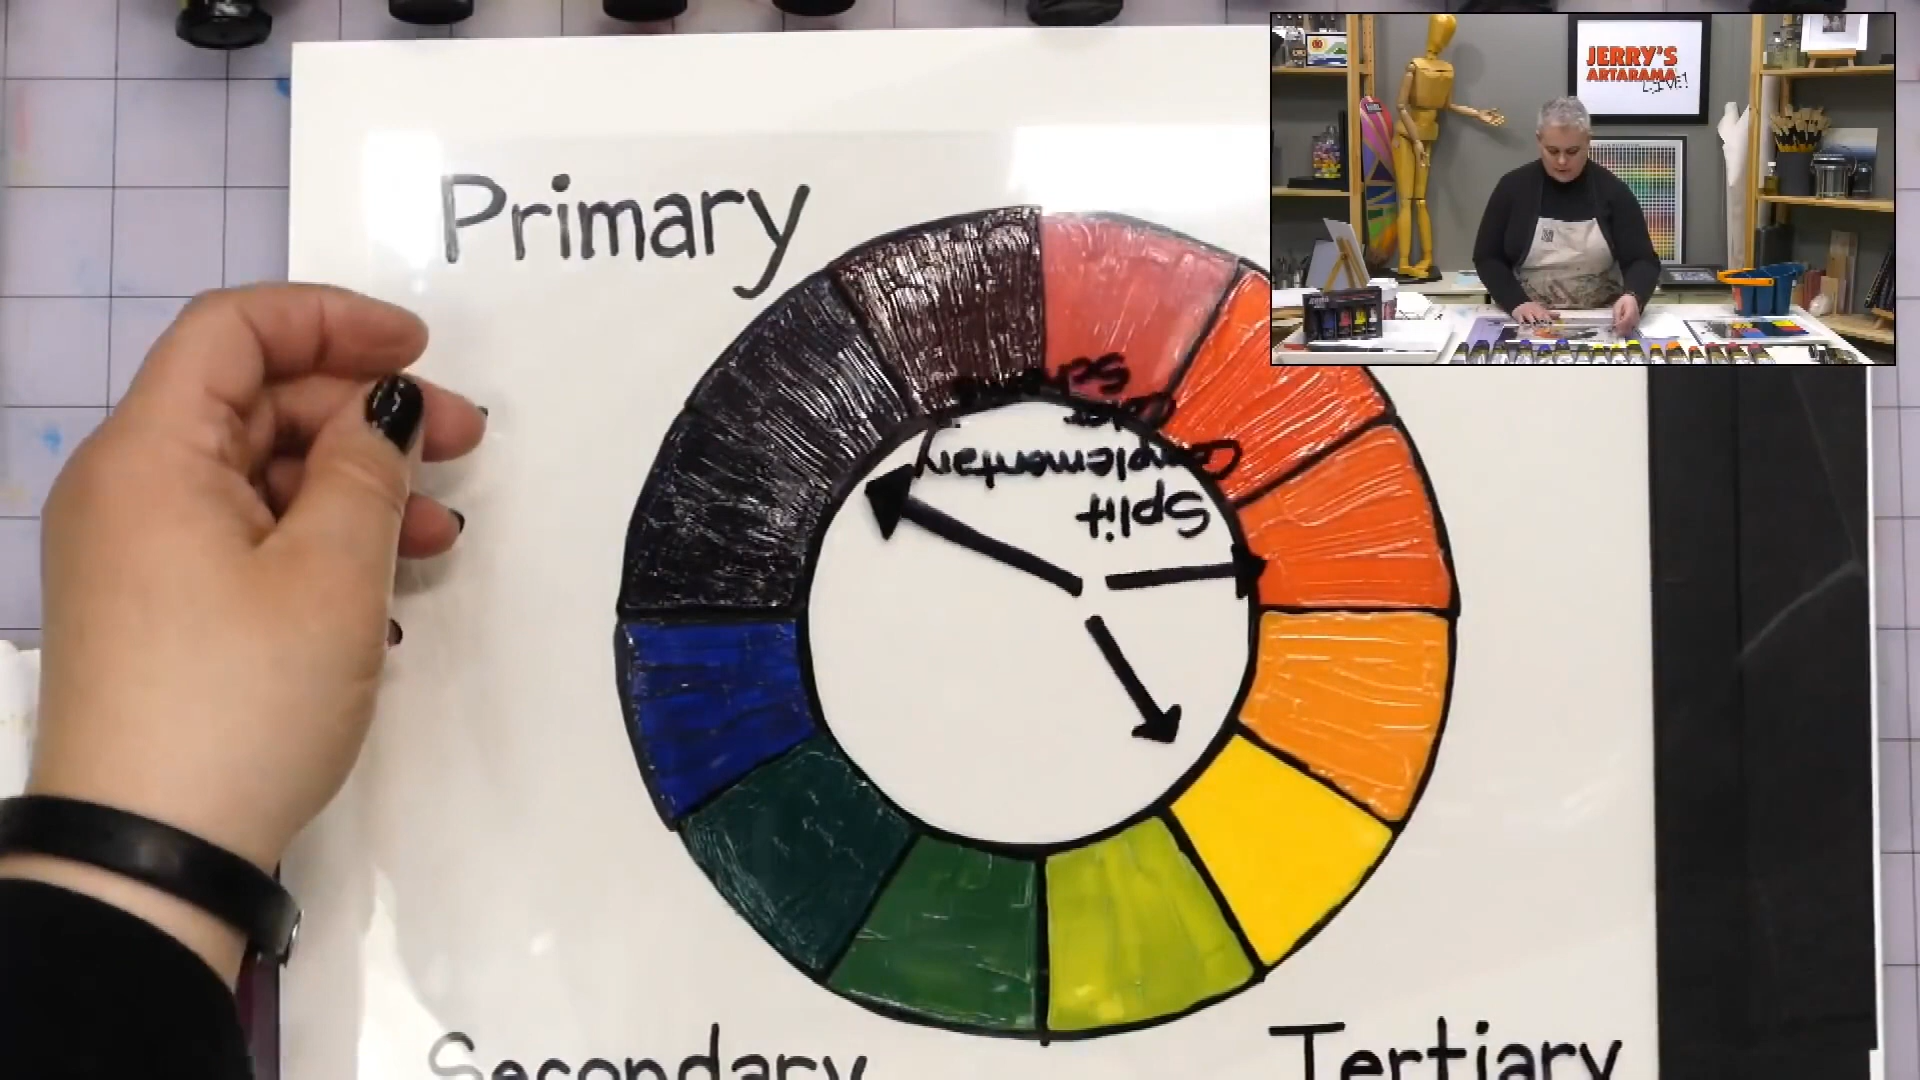 Primary
Split
Complementary
Color
Scheme
Secondary
Tertiary
JERRY'S
ARTARAMA
LIVE!